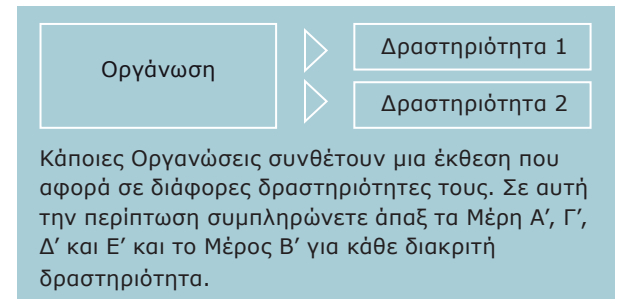 Οργάνωση
Δραστηριότητα 1
Δραστηριότητα 2
Κάποιες Οργανώσεις συνθέτουν μια έκθεση που
αφορά σε διάφορες δραστηριότητες τους. Σε αυτή
την περίπτωση συμπληρώνετε άπαξ τα Μέρη Α’, Γ’,
Δ’ και Ε’ και το Μέρος Β’ για κάθε διακριτή
δραστηριότητα.